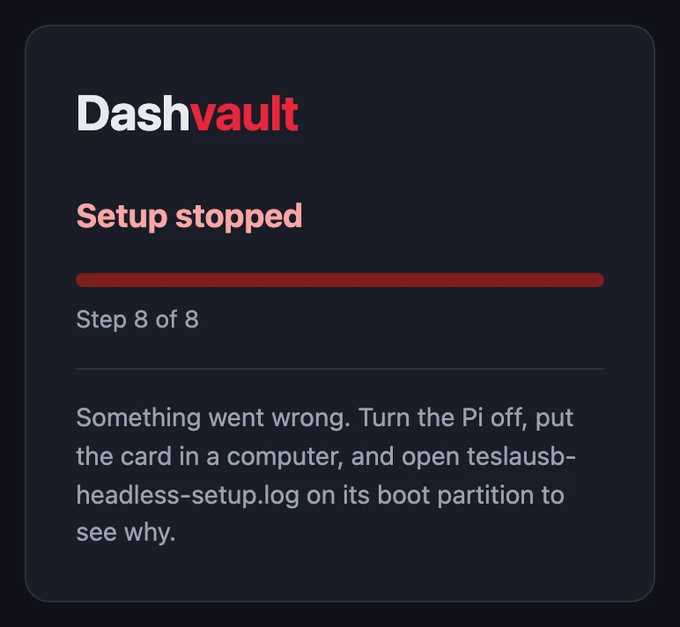 Dashvault
Setup stopped
Step 8 of 8
Something went wrong. Turn the Pi off, put
the card in a computer, and open teslausb-
headless-setup.log on its boot partition to
see why.